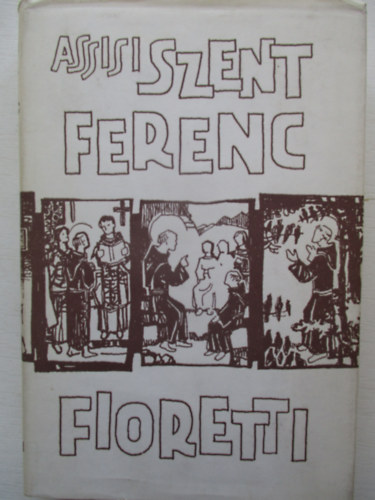 ASSISI SZENT
FERENC
FIORETTI